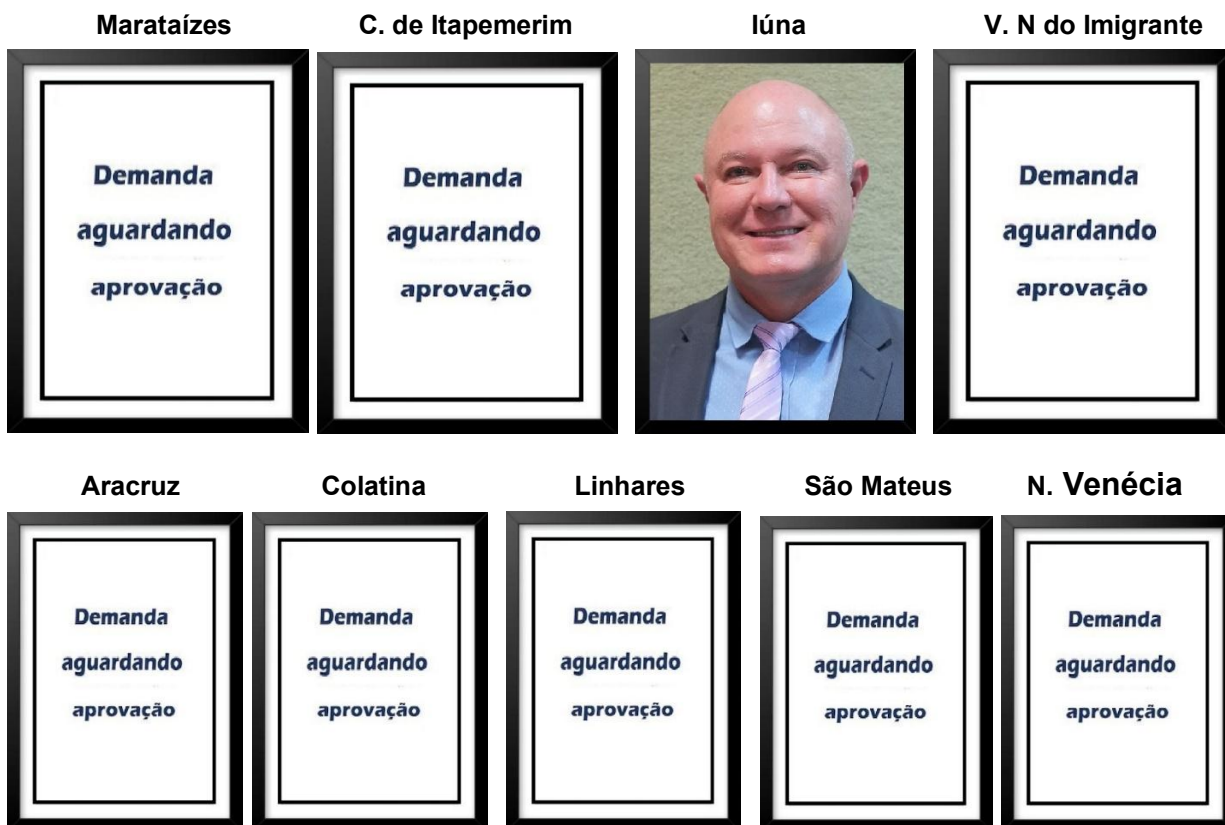 Marataízes
C. de Itapemerim
Iúna
V. N do Imigrante
Demanda
aguardando
aprovação
Demanda
aguardando
aprovação
Demanda
aguardando
aprovação
Aracruz
Colatina
Linhares
São Mateus
N. Venécia
Demanda
aguardando
aprovação
Demanda
aguardando
aprovação
Demanda
aguardando
aprovação
Demanda
aguardando
aprovação
Demanda
aguardando
aprovação